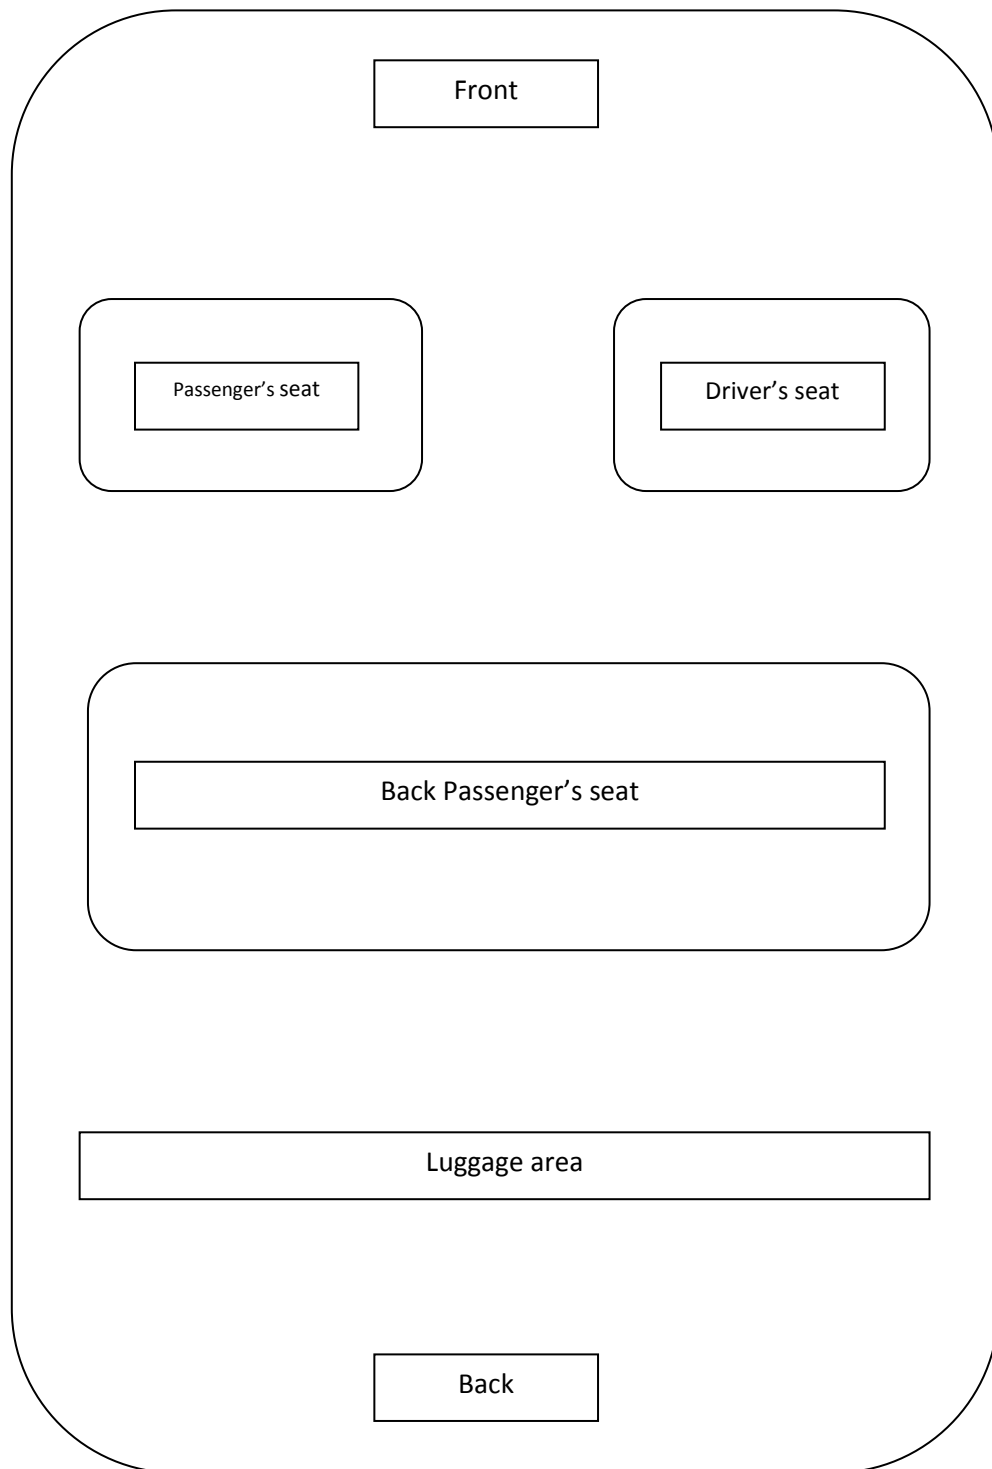 Front
Passenger’s seat
Driver’s seat
Back Passenger’s seat
Luggage area
Back